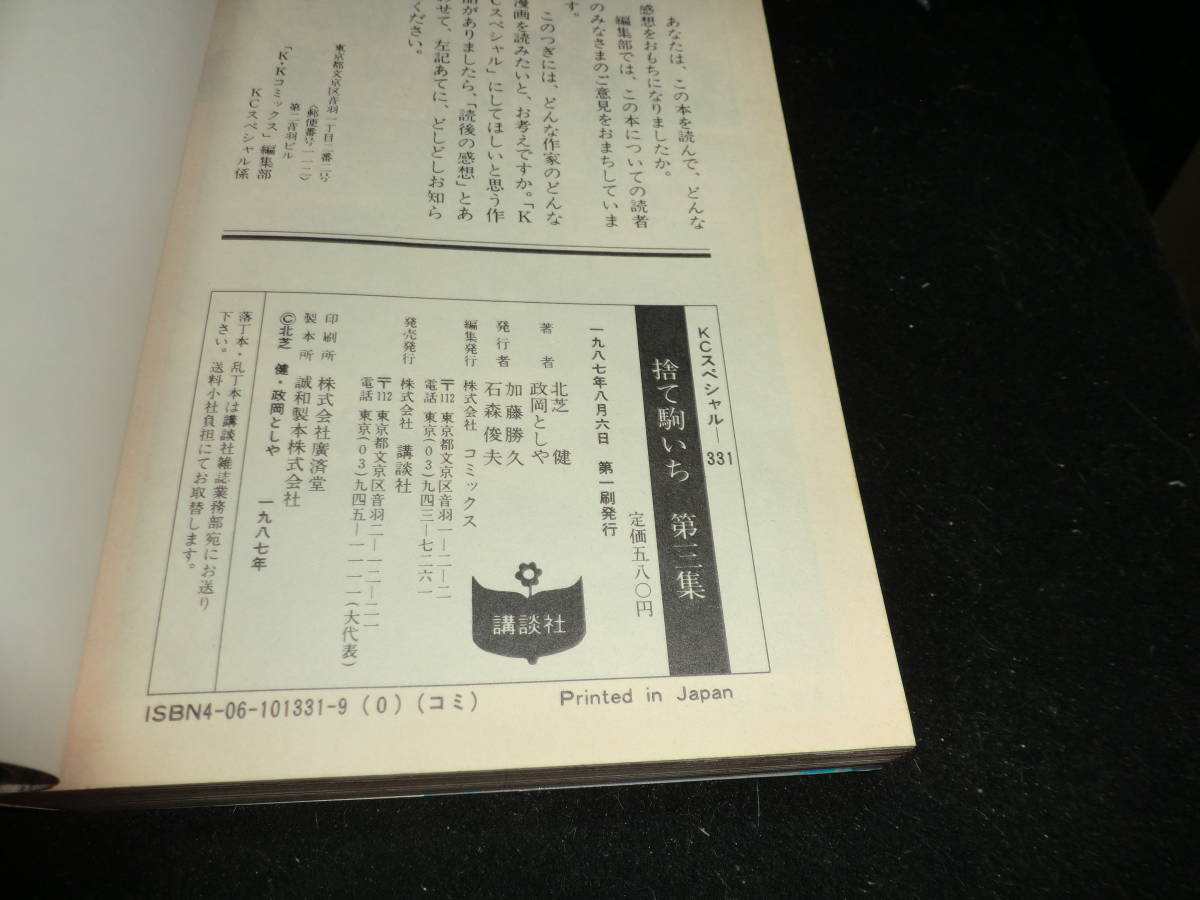 あなたは、この本を読んで、どんな
感想をおもちになりましたか。
編集部では、この本についての読者
のみなさまのご意見をおまちしていま
す。
このつぎには、どんな作家のどんな
漫画を読みたいと、お考えですか。「K
Cスペシャル」にしてほしいと思う作
品がありましたら、「読後の感想」とあ
わせて、左記あてに、どしどしお知ら
ください。
東京都文京区音羽一丁目二番二号
(郵便番号一一二)
第二音羽ビル
「K・Kコミックス」編集部
KCスペシャル係
KCスペシャル—331
捨て駒いち 第三集
定価五八〇円
一九八七年八月六日 第一刷発行
著者 北芝 健
政岡としや
発行者 加藤勝久
石森俊夫
編集発行 株式会社 コミックス
〒112 東京都文京区音羽一—二—二
電話 東京(03)九四三—七二六一
発売発行 株式会社 講談社
〒112 東京都文京区音羽二—一二—二一
電話 東京(03)九四五—一一一一(大代表)
印刷所 株式会社廣済堂
製本所 誠和製本株式会社
©北芝 健・政岡としや 一九八七年
落丁本・乱丁本は講談社雑誌業務部宛にお送り
下さい。送料小社負担にてお取替します。
講談社
ISBN4-06-101331-9 (0) (コミ)
Printed in Japan